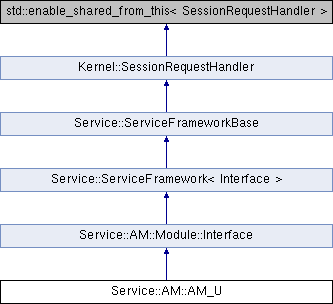 std::enable_shared_from_this< SessionRequestHandler >
Kernel::SessionRequestHandler
Service::ServiceFrameworkBase
Service::ServiceFramework< Interface >
Service::AM::Module::Interface
Service::AM::AM_U